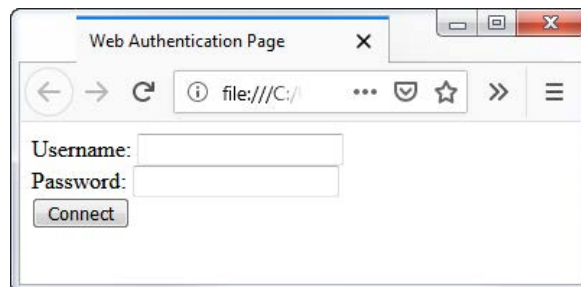 Web Authentication Page
file:///C:/
Username:
Password:
Connect